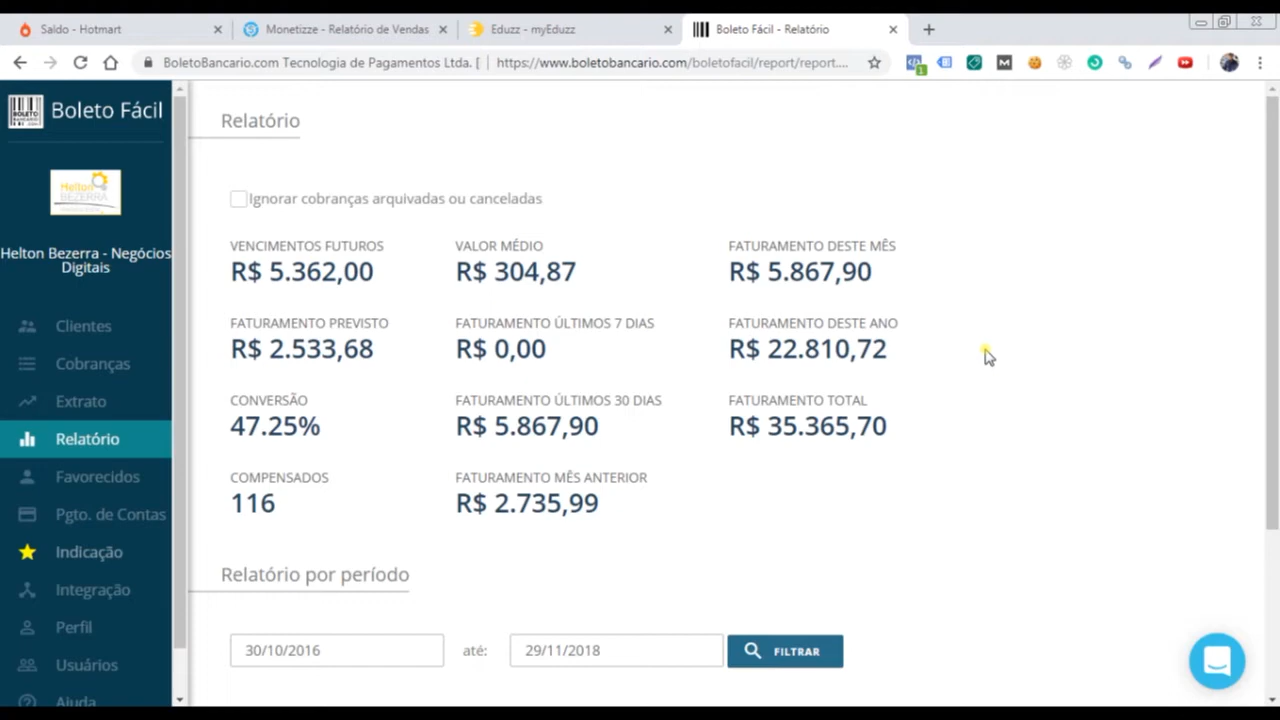 Saldo - Hotmart
Monetizze - Relatório de Vendas
Eduzz - myEduzz
Boleto Fácil - Relatório
BoletoBancario.com Tecnologia de Pagamentos Ltda. [
https://www.boletobancario.com/boletofacil/report/report....
1
BOLETO
BANCARIO
Boleto Fácil
Helton
BEZERRA
Helton Bezerra - Negócios
Digitais
Clientes
Cobranças
Extrato
Relatório
Favorecidos
Pgto. de Contas
Indicação
Integração
Perfil
Usuários
Ajuda
Relatório
Ignorar cobranças arquivadas ou canceladas
VENCIMENTOS FUTUROS
R$ 5.362,00
VALOR MÉDIO
R$ 304,87
FATURAMENTO DESTE MÊS
R$ 5.867,90
FATURAMENTO PREVISTO
R$ 2.533,68
FATURAMENTO ÚLTIMOS 7 DIAS
R$ 0,00
FATURAMENTO DESTE ANO
R$ 22.810,72
CONVERSÃO
47.25%
FATURAMENTO ÚLTIMOS 30 DIAS
R$ 5.867,90
FATURAMENTO TOTAL
R$ 35.365,70
COMPENSADOS
116
FATURAMENTO MÊS ANTERIOR
R$ 2.735,99
Relatório por período
30/10/2016
até:
29/11/2018
FILTRAR